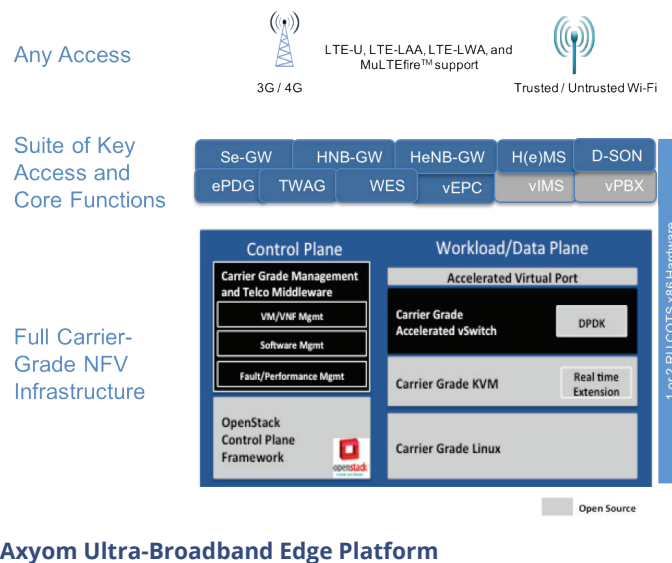 Any Access
3G / 4G
LTE-U, LTE-LAA, LTE-LWA, and
MuLTEfire™ support
Trusted / Untrusted Wi-Fi
Suite of Key
Access and
Core Functions
Se-GW HNB-GW HeNB-GW H(e)MS D-SON
ePDG TWAG WES vEPC vIMS vPBX
Full Carrier-
Grade NFV
Infrastructure
Control Plane
Carrier Grade Management
and Telco Middleware
VM/VNF Mgmt
Software Mgmt
Fault/Performance Mgmt
OpenStack
Control Plane
Framework
openstack
Workload/Data Plane
Accelerated Virtual Port
Carrier Grade
Accelerated vSwitch
DPDK
Carrier Grade KVM
Real time
Extension
Carrier Grade Linux
1 or 2 RU COTS x86 Hardware
Open Source
Axyom Ultra-Broadband Edge Platform